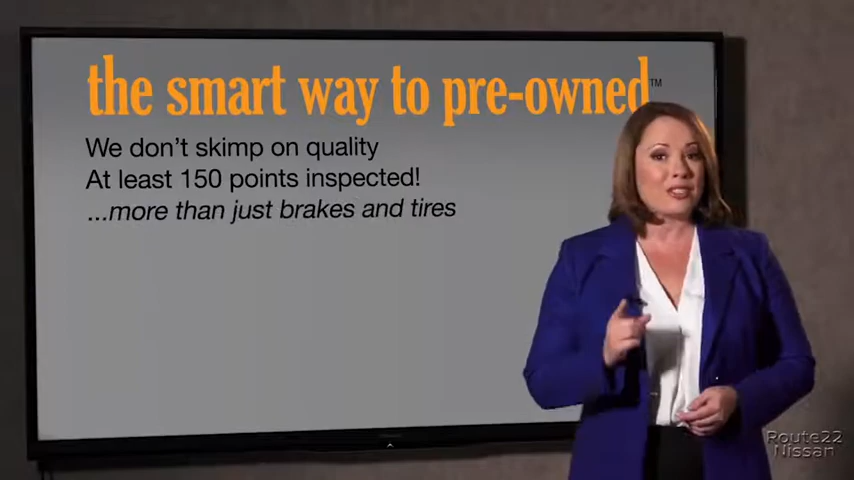 the smart way to pre-owned™
We don't skimp on quality
At least 150 points inspected!
...more than just brakes and tires
Route22
Nissan